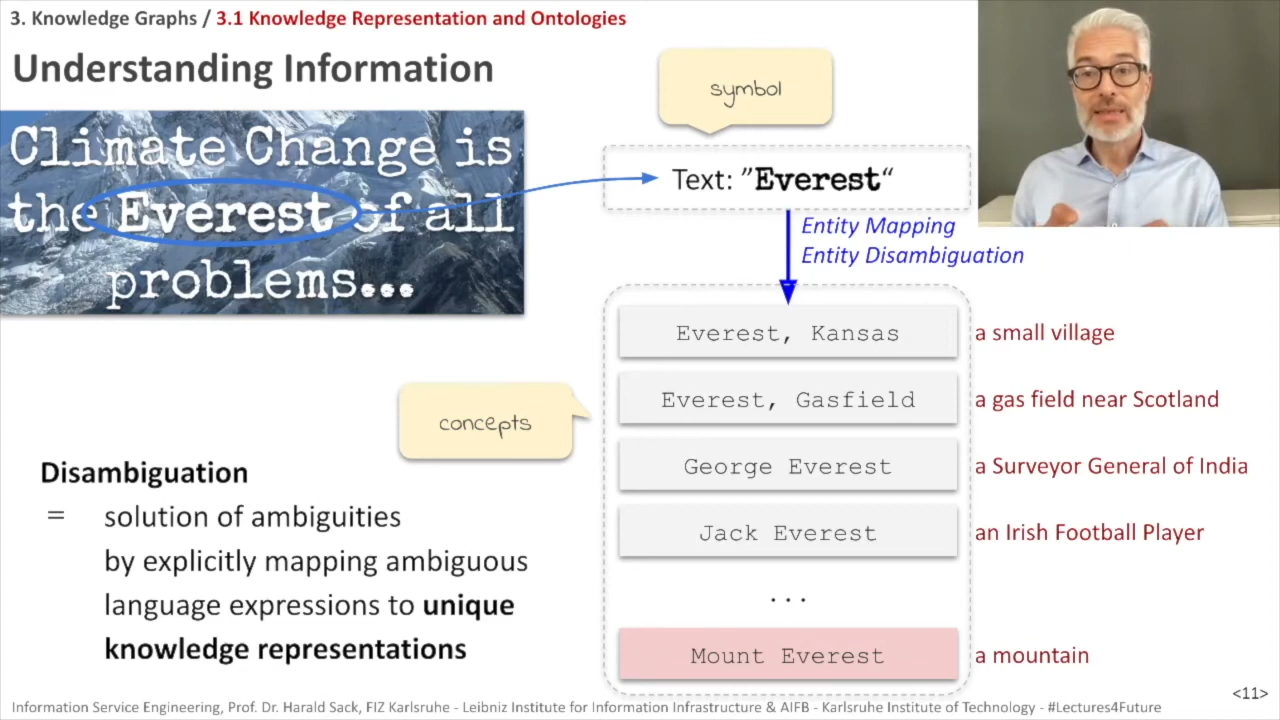 3. Knowledge Graphs / 3.1 Knowledge Representation and Ontologies
Understanding Information
Climate Change is
the Everest of all
problems...
symbol
Text: ”Everest“
Entity Mapping
Entity Disambiguation
Everest, Kansas
a small village
Everest, Gasfield
a gas field near Scotland
concepts
George Everest
a Surveyor General of India
Jack Everest
an Irish Football Player
...
Mount Everest
a mountain
Disambiguation
= solution of ambiguities
by explicitly mapping ambiguous
language expressions to unique
knowledge representations
<11>
Information Service Engineering, Prof. Dr. Harald Sack, FIZ Karlsruhe - Leibniz Institute for Information Infrastructure & AIFB - Karlsruhe Institute of Technology - #Lectures4Future